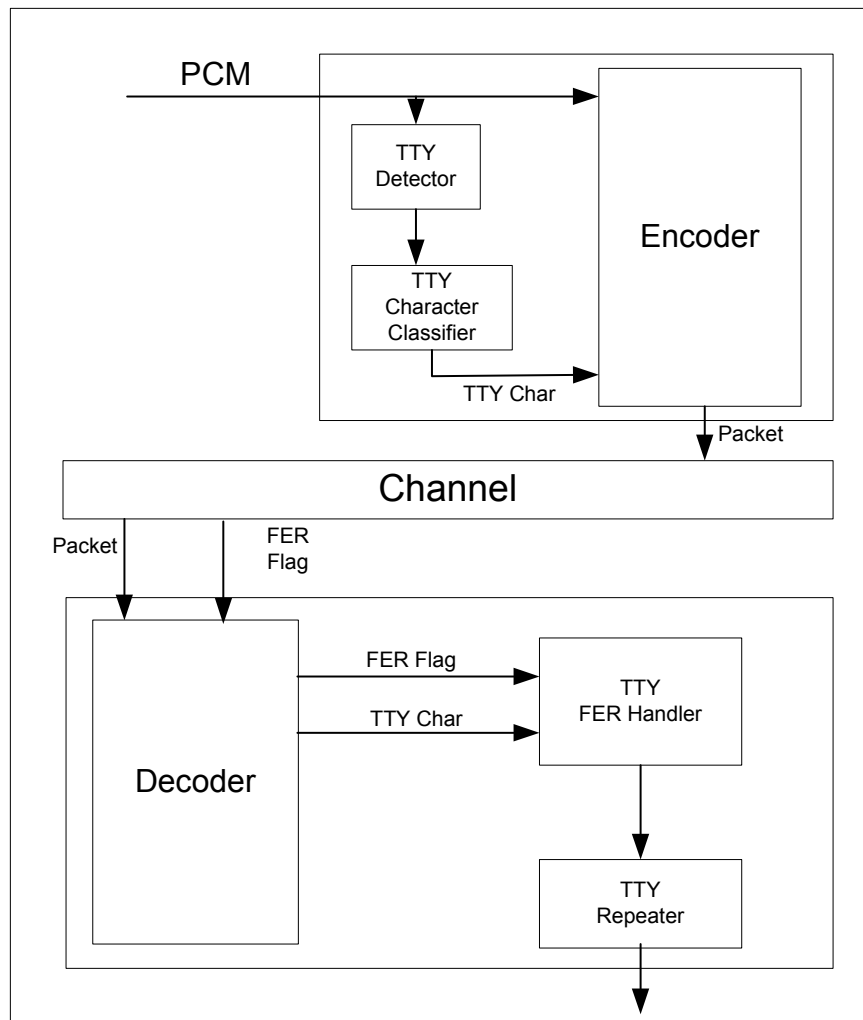 PCM
TTY
Detector
Encoder
TTY
Character
Classifier
TTY Char
Packet
Channel
Packet
FER
Flag
FER Flag
TTY
FER Handler
TTY Char
Decoder
TTY
Repeater